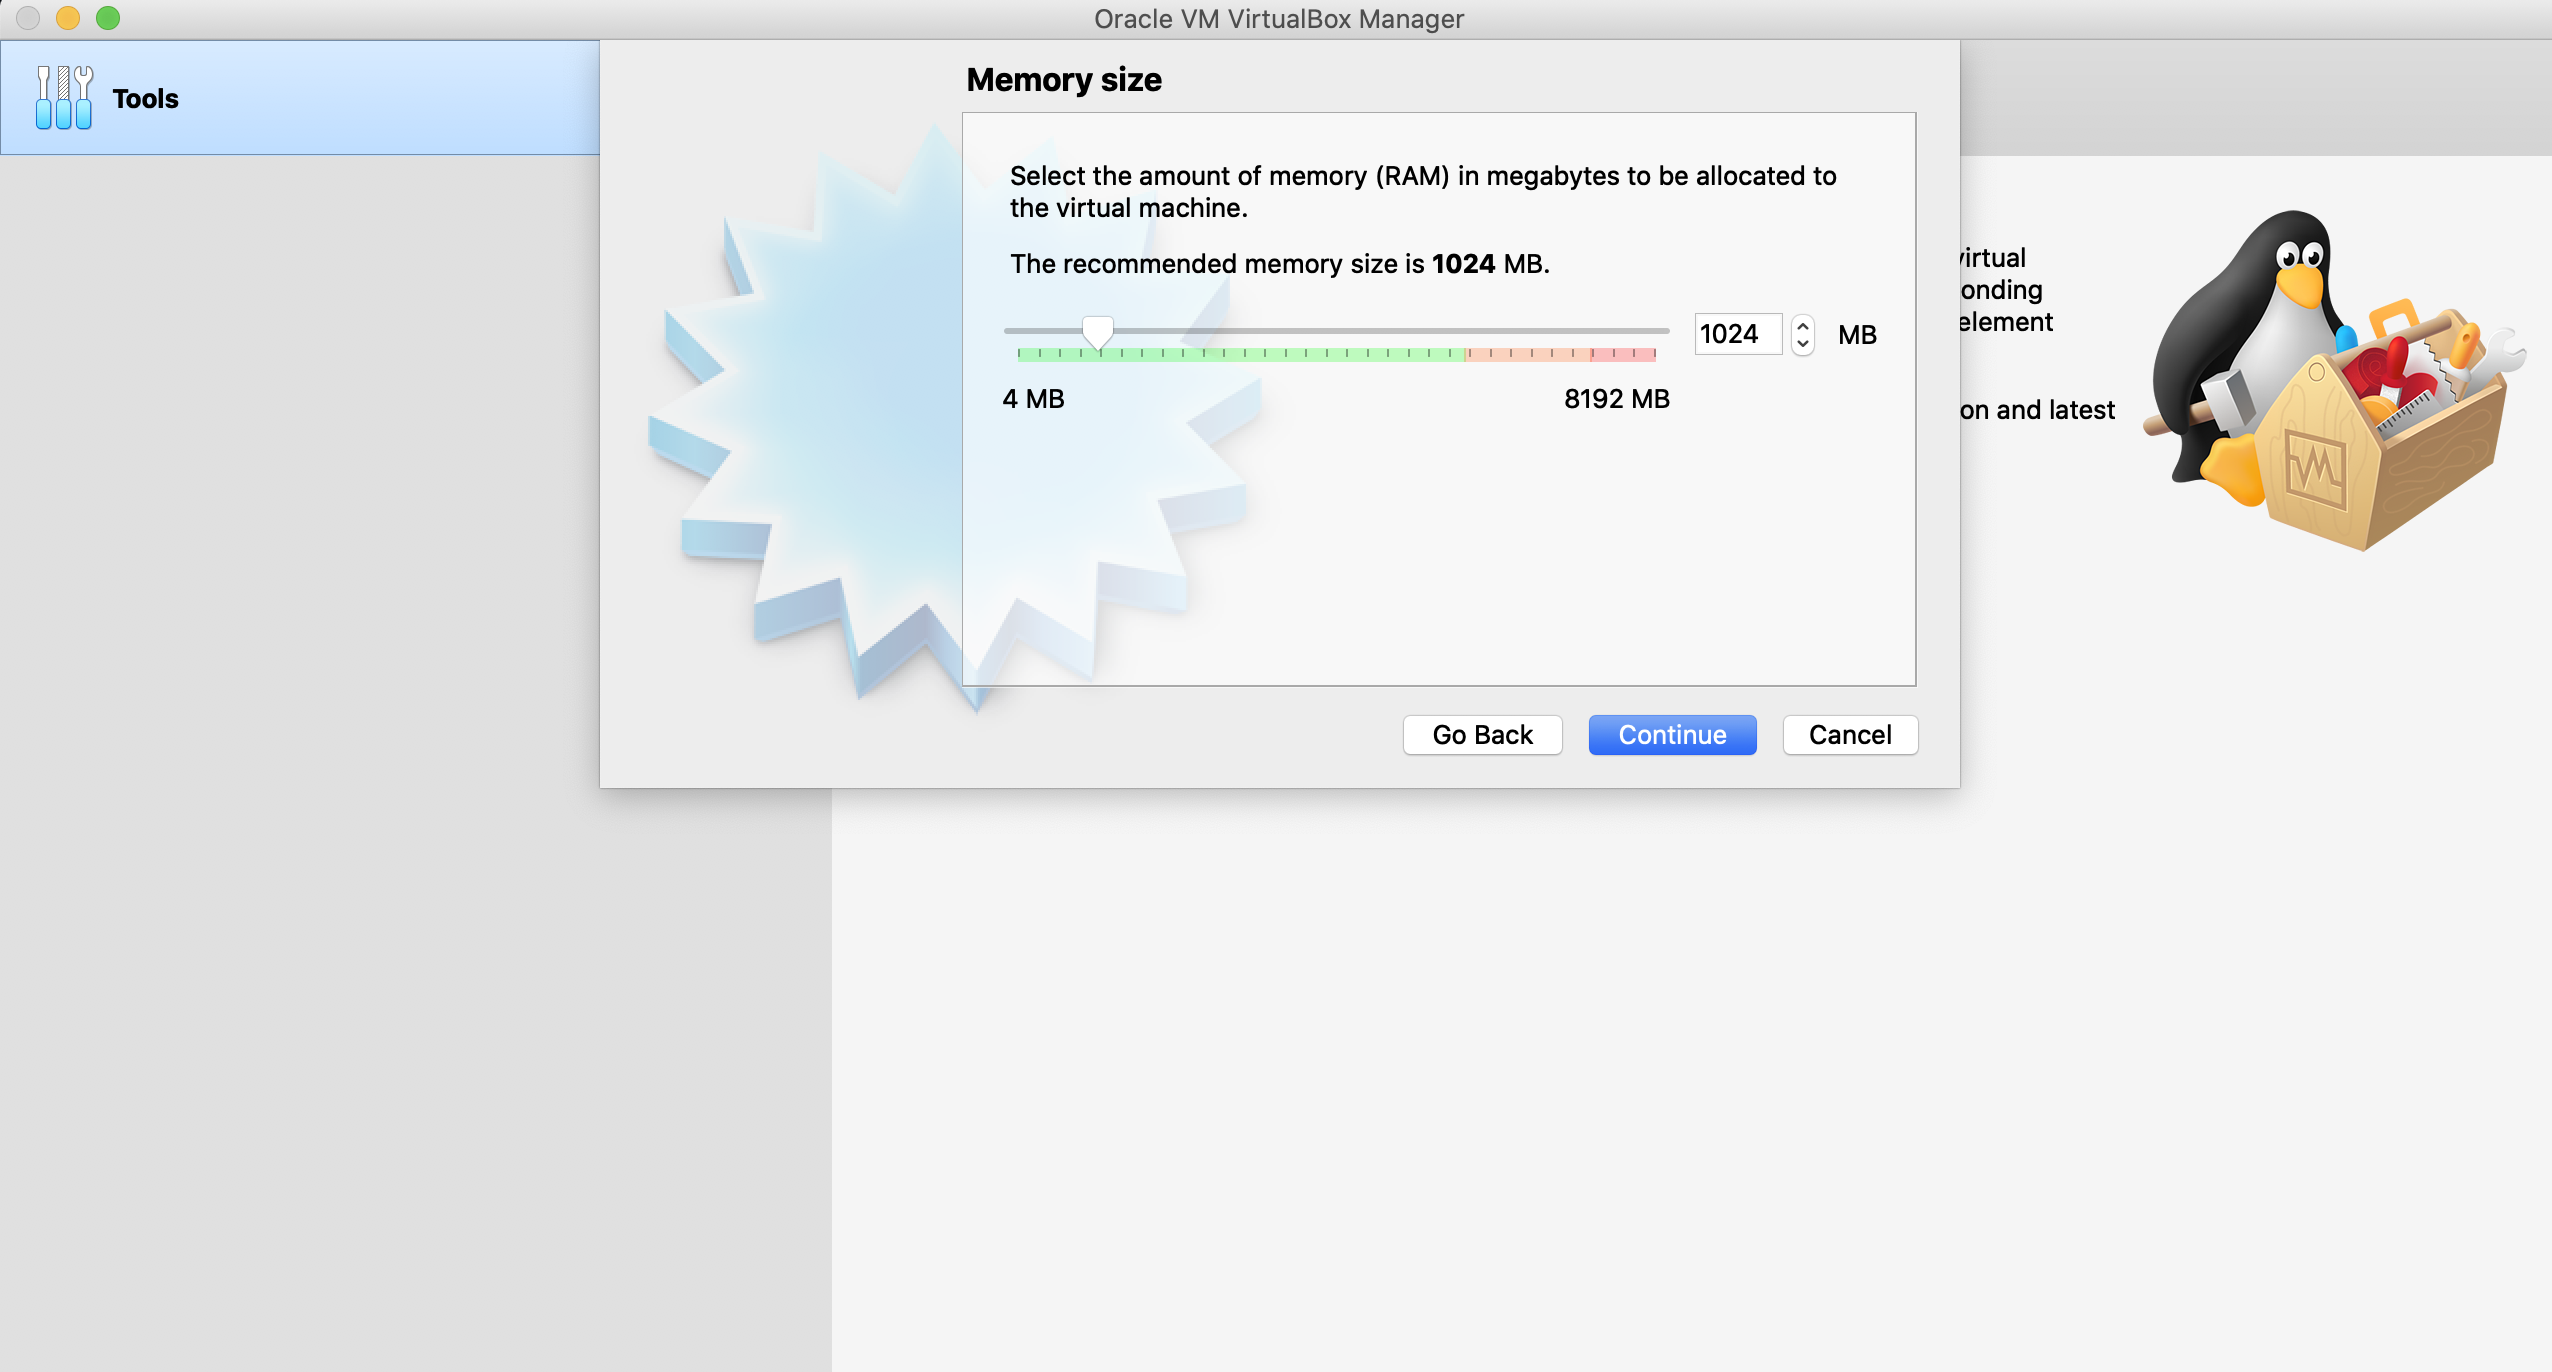 Oracle VM VirtualBox Manager
Tools
Memory size
Select the amount of memory (RAM) in megabytes to be allocated to
the virtual machine.
The recommended memory size is 1024 MB.
1024 MB
4 MB 8192 MB
Go Back Continue Cancel
virtual
onding
element
on and latest